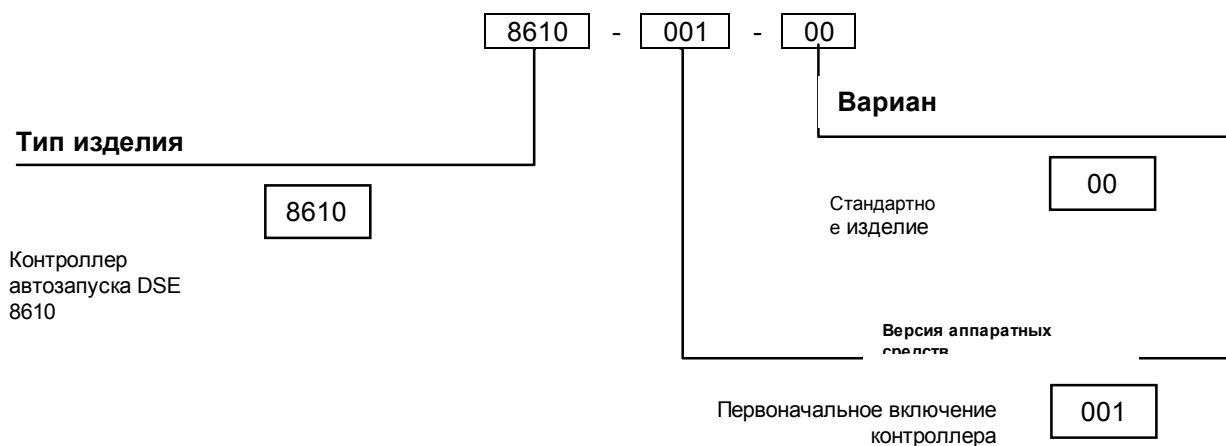 8610 - 001 - 00
Вариан
Тип изделия
00
8610
Стандартно
е изделие
Контроллер
автозапуска DSE
8610
Версия аппаратных
средств
Первоначальное включение
контроллера
001